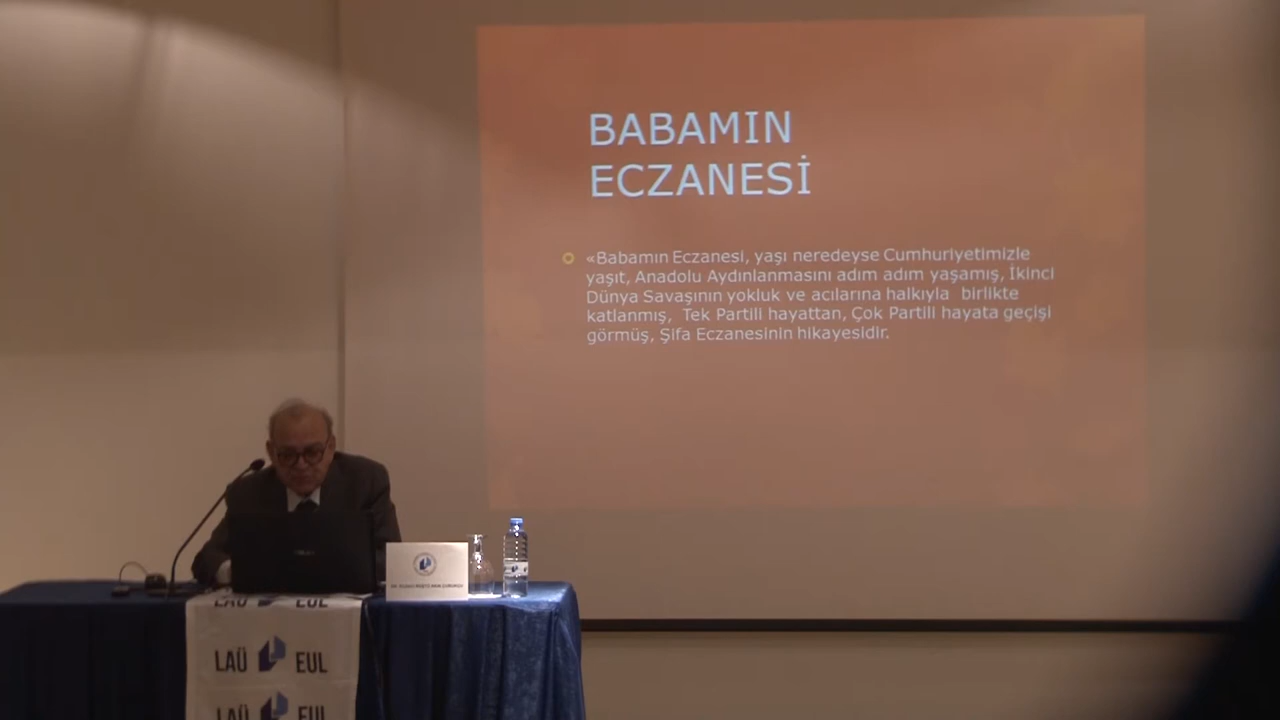 BABAMIN
ECZANESİ
«Babamın Eczanesi, yaşı neredeyse Cumhuriyetimizle
yaşıt, Anadolu Aydınlanmasını adım adım yaşamış, İkinci
Dünya Savaşının yokluk ve acılarına halkıyla birlikte
katlanmış, Tek Partili hayattan, Çok Partili hayata geçişi
görmüş, Şifa Eczanesinin hikayesidir.
LAÜ EUL
LAÜ EUL
LAÜ EUL